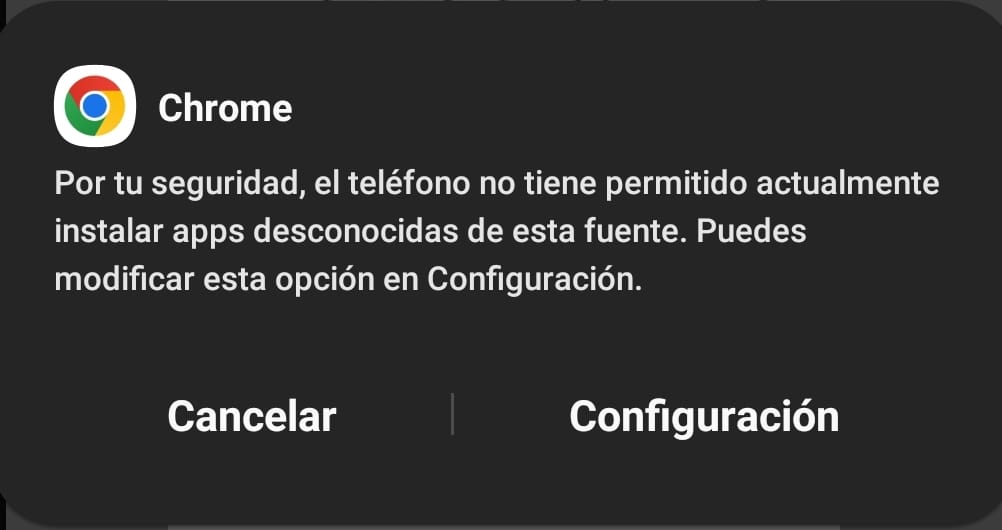 Chrome
Por tu seguridad, el teléfono no tiene permitido actualmente
instalar apps desconocidas de esta fuente. Puedes
modificar esta opción en Configuración.
Cancelar
Configuración